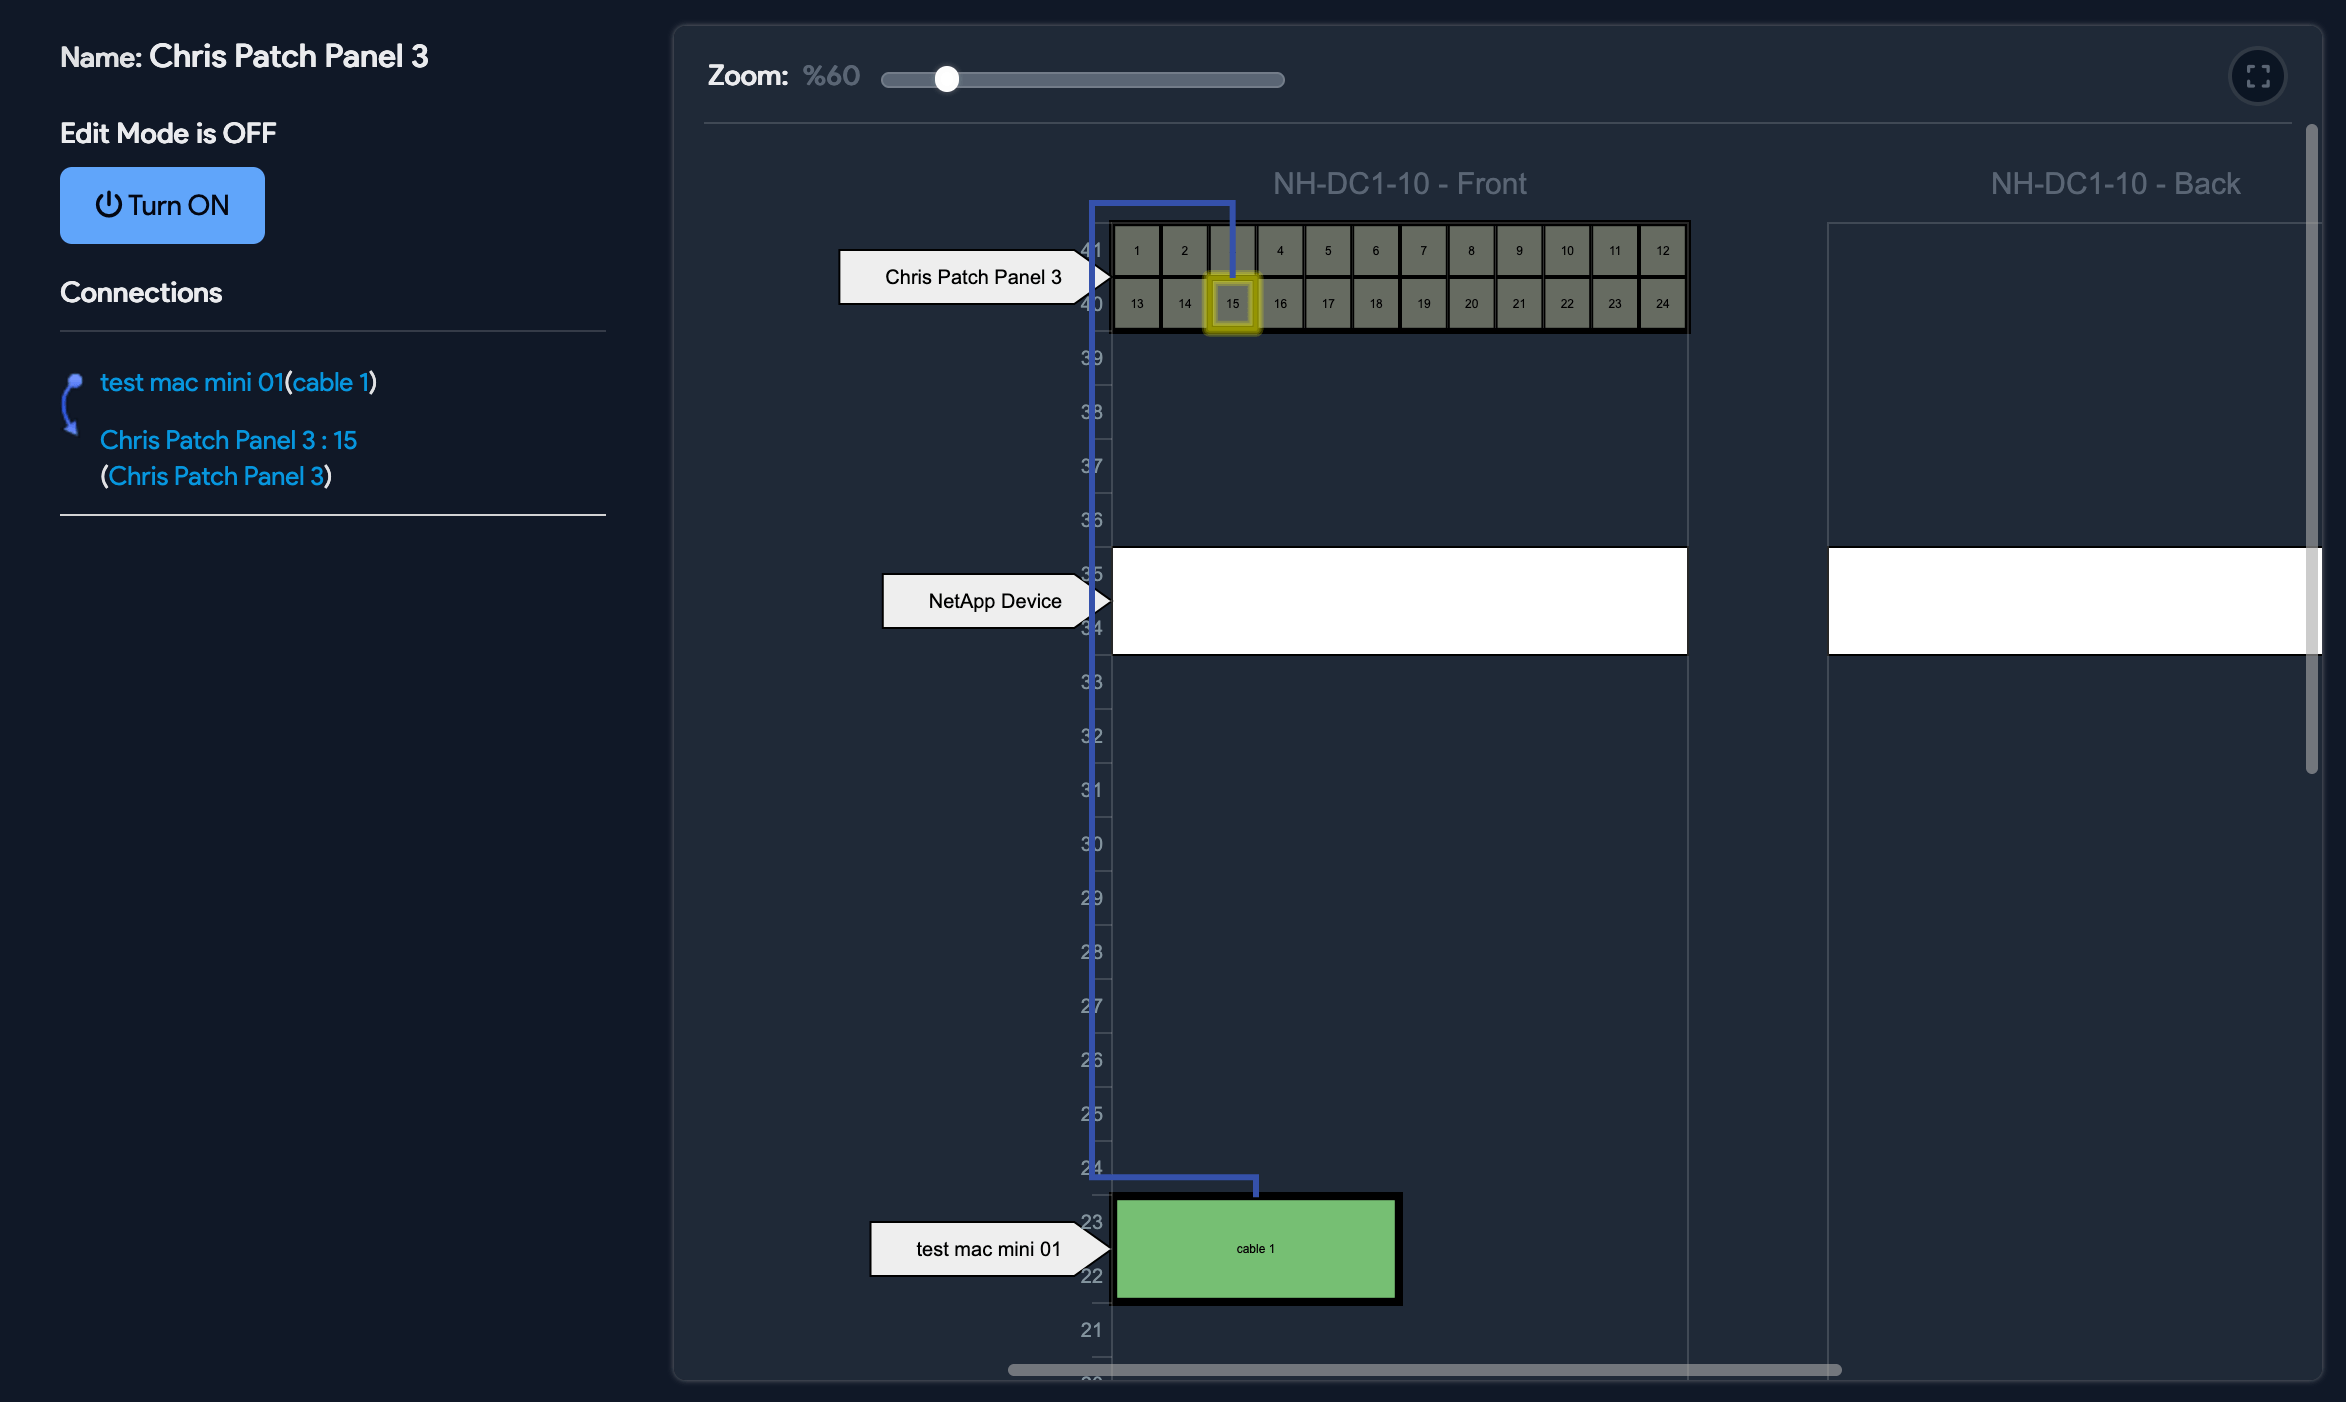 Name: Chris Patch Panel 3
Edit Mode is OFF
Turn ON
Connections
test mac mini 01(cable 1)
Chris Patch Panel 3 : 15
(Chris Patch Panel 3)
Zoom: %60
NH-DC1-10 - Front
NH-DC1-10 - Back
41
Chris Patch Panel 3
40
1 2 4 5 6 7 8 9 10 11 12
13 14 15 16 17 18 19 20 21 22 23 24
39
38
37
36
35
NetApp Device
34
33
32
31
30
29
28
27
26
25
24
23
test mac mini 01
cable 1
22
21